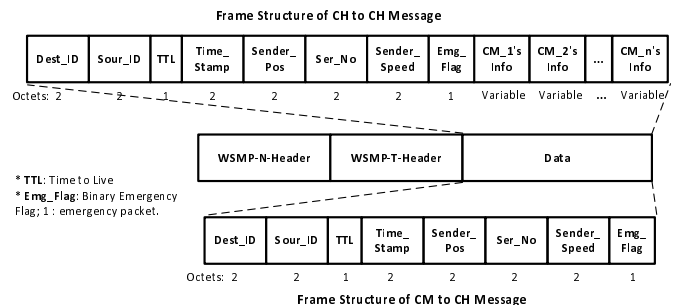 Frame Structure of CH to CH Message
Dest_ID Sour_ID TTL Time_ Stamp Sender_ Pos Ser_No Sender_ Speed Emg_ Flag CM_1's Info CM_2's Info ... CM_n's Info
Octets: 2 2 1 2 2 2 2 1 Variable Variable ... Variable
WSMP-N-Header WSMP-T-Header Data
* TTL: Time to Live
* Emg_Flag: Binary Emergency
Flag; 1 : emergency packet.
Dest_ID Sour_ID TTL Time_ Stamp Sender_ Pos Ser_No Sender_ Speed Emg_ Flag
Octets: 2 2 1 2 2 2 2 1
Frame Structure of CM to CH Message